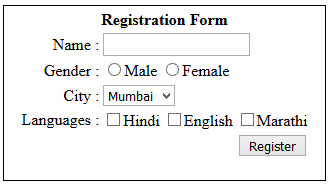 Registration Form
Name :
Gender : Male Female
City : Mumbai
Languages : Hindi English Marathi
Register